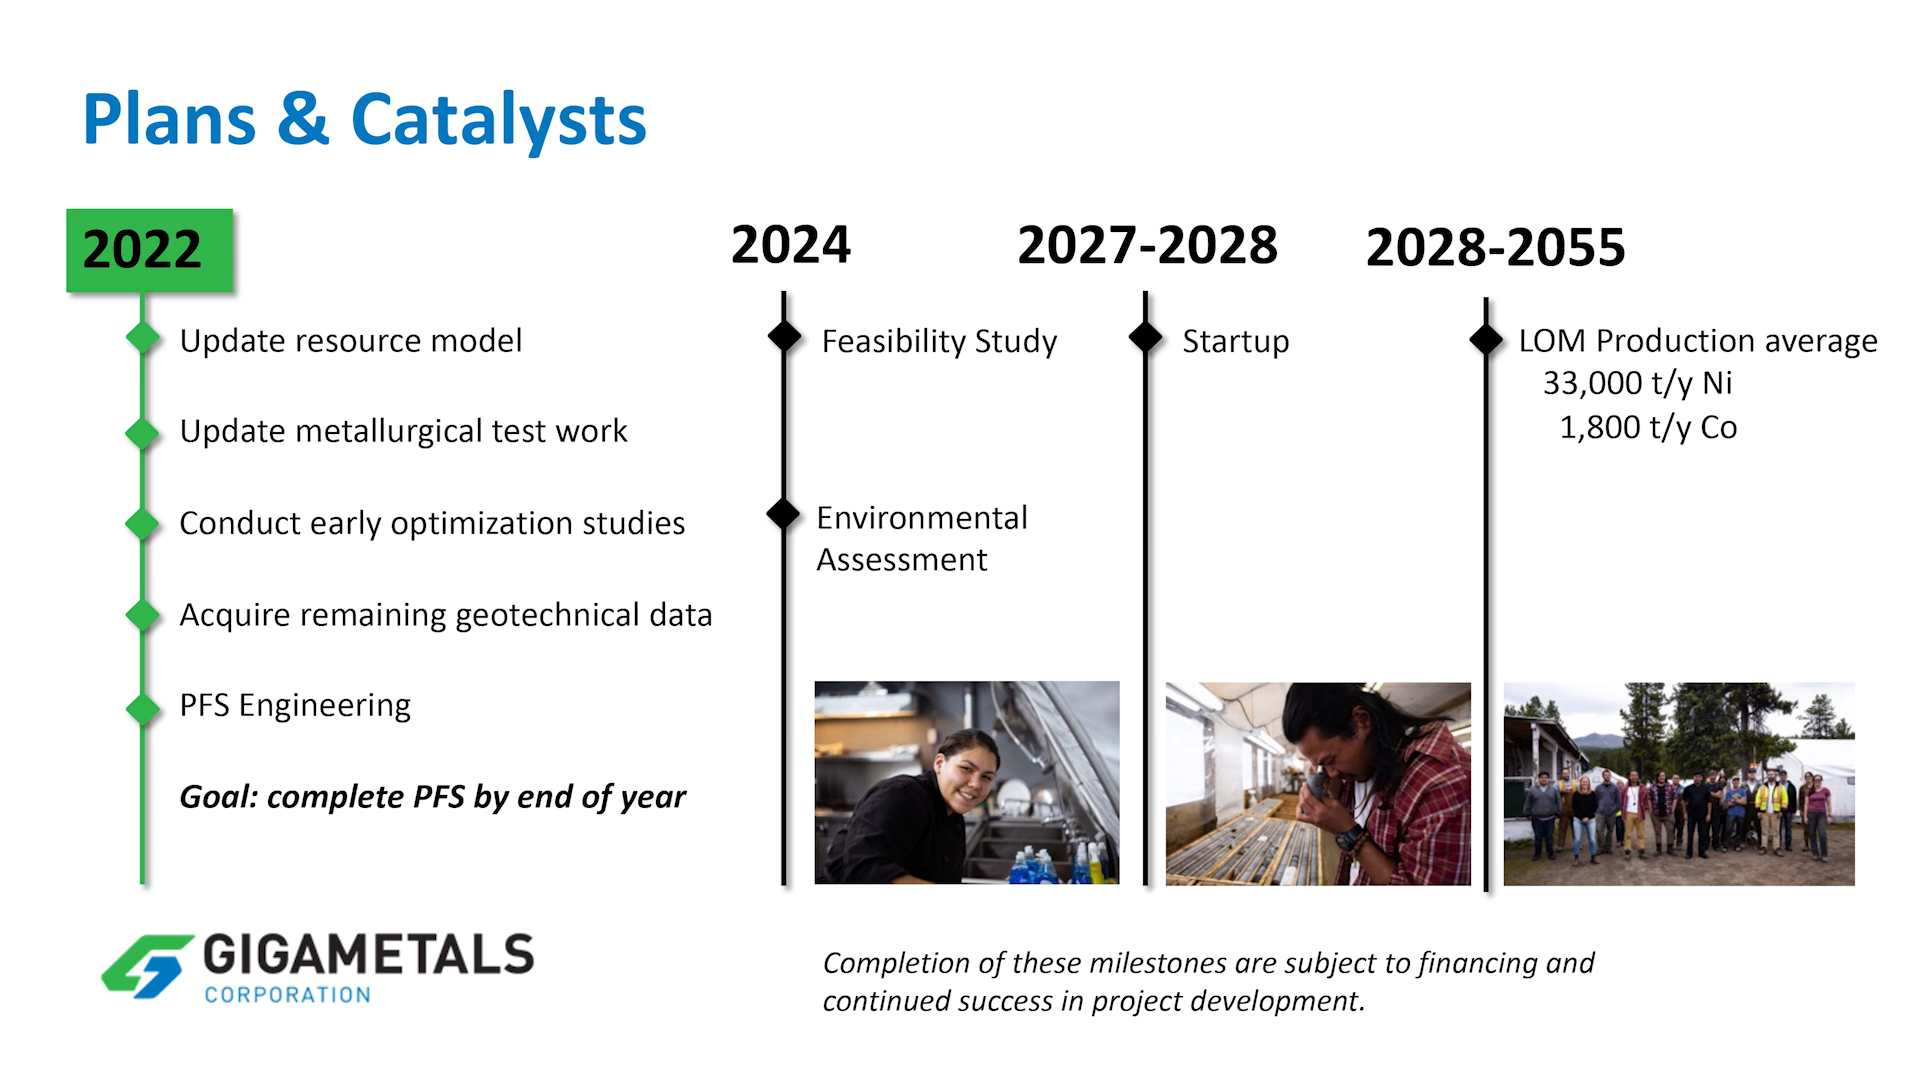 Plans & Catalysts
2022
Update resource model
Update metallurgical test work
Conduct early optimization studies
Acquire remaining geotechnical data
PFS Engineering
Goal: complete PFS by end of year
2024
Feasibility Study
Environmental
Assessment
2027-2028
Startup
2028-2055
LOM Production average
33,000 t/y Ni
1,800 t/y Co
GIGAMETALS
CORPORATION
Completion of these milestones are subject to financing and
continued success in project development.